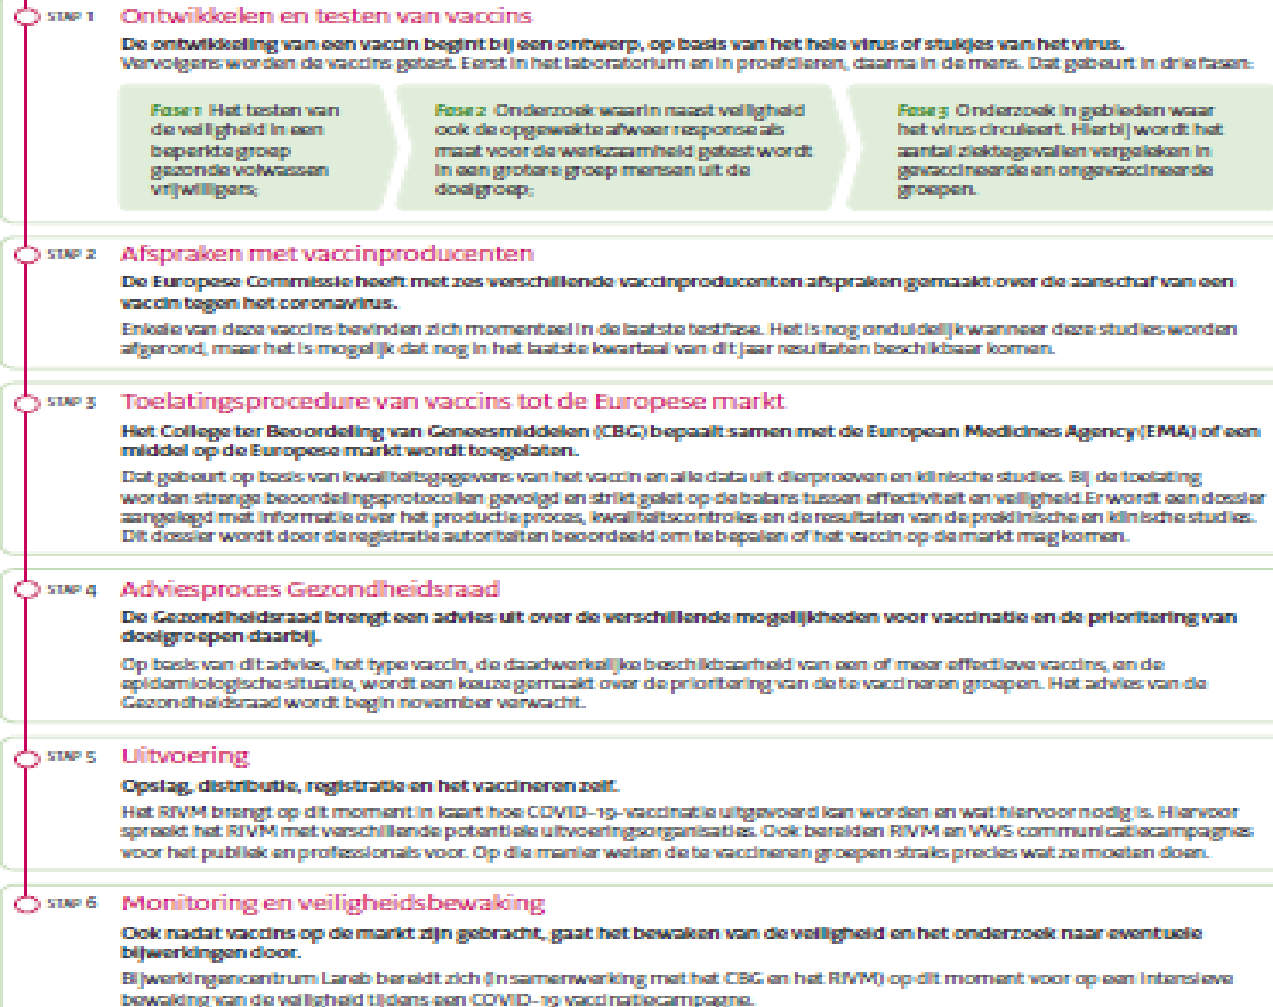 STAP 1 Ontwikkelen en testen van vaccins
De ontwikkeling van een vaccin begint bij een ontwerp, op basis van het hele virus of stukjes van het virus.
Vervolgens worden de vaccins getest. Eerst in het laboratorium en in proefdieren, daarna in de mens. Dat gebeurt in drie fasen:
Fase 1 Het testen van
de veiligheid in een
beperkte groep
gezonde volwassen
vrijwilligers;
Fase 2 Onderzoek waarin naast veiligheid
ook de opgewekte afweer response als
maat voor de werkzaamheid getest wordt
in een grotere groep mensen uit de
doelgroep;
Fase 3 Onderzoek in gebieden waar
het virus circuleert. Hierbij wordt het
aantal ziektegevallen vergeleken in
gevaccineerde en ongevaccineerde
groepen.
STAP 2 Afspraken met vaccinproducenten
De Europese Commissie heeft met zes verschillende vaccinproducenten afspraken gemaakt over de aanschaf van een
vaccin tegen het coronavirus.
Enkele van deze vaccins bevinden zich momenteel in de laatste testfase. Het is nog onduidelijk wanneer deze studies worden
afgerond, maar het is mogelijk dat nog in het laatste kwartaal van dit jaar resultaten beschikbaar komen.
STAP 3 Toelatingsprocedure van vaccins tot de Europese markt
Het College ter Beoordeling van Geneesmiddelen (CBG) bepaalt samen met de European Medicines Agency (EMA) of een
middel op de Europese markt wordt toegelaten.
Dat gebeurt op basis van kwaliteitsgegevens van het vaccin en alle data uit dierproeven en klinische studies. Bij de toelating
worden strenge beoordelingsprotocollen gevolgd en strikt gelet op de balans tussen effectiviteit en veiligheid.Er wordt een dossier
aangelegd met informatie over het productie proces, kwaliteitscontroles en de resultaten van de preklinische en klinische studies.
Dit dossier wordt door de registratie autoriteiten beoordeeld om te bepalen of het vaccin op de markt mag komen.
STAP 4 Adviesproces Gezondheidsraad
De Gezondheidsraad brengt een advies uit over de verschillende mogelijkheden voor vaccinatie en de prioritering van
doelgroepen daarbij.
Op basis van dit advies, het type vaccin, de daadwerkelijke beschikbaarheid van een of meer effectieve vaccins, en de
epidemiologische situatie, wordt een keuze gemaakt over de prioritering van de te vaccineren groepen. Het advies van de
Gezondheidsraad wordt begin november verwacht.
STAP 5 Uitvoering
Opslag, distributie, registratie en het vaccineren zelf.
Het RIVM brengt op dit moment in kaart hoe COVID-19-vaccinatie uitgevoerd kan worden en wat hiervoor nodig is. Hiervoor
spreekt het RIVM met verschillende potentiële uitvoeringsorganisaties. Ook bereiden RIVM en VWS communicatiecampagnes
voor het publiek en professionals voor. Op die manier weten de te vaccineren groepen straks precies wat ze moeten doen.
STAP 6 Monitoring en veiligheidsbewaking
Ook nadat vaccins op de markt zijn gebracht, gaat het bewaken van de veiligheid en het onderzoek naar eventuele
bijwerkingen door.
Bijwerkingencentrum Lareb bereidt zich (in samenwerking met het CBG en het RIVM) op dit moment voor op een intensieve
bewaking van de veiligheid tijdens een COVID-19 vaccinatiecampagne.